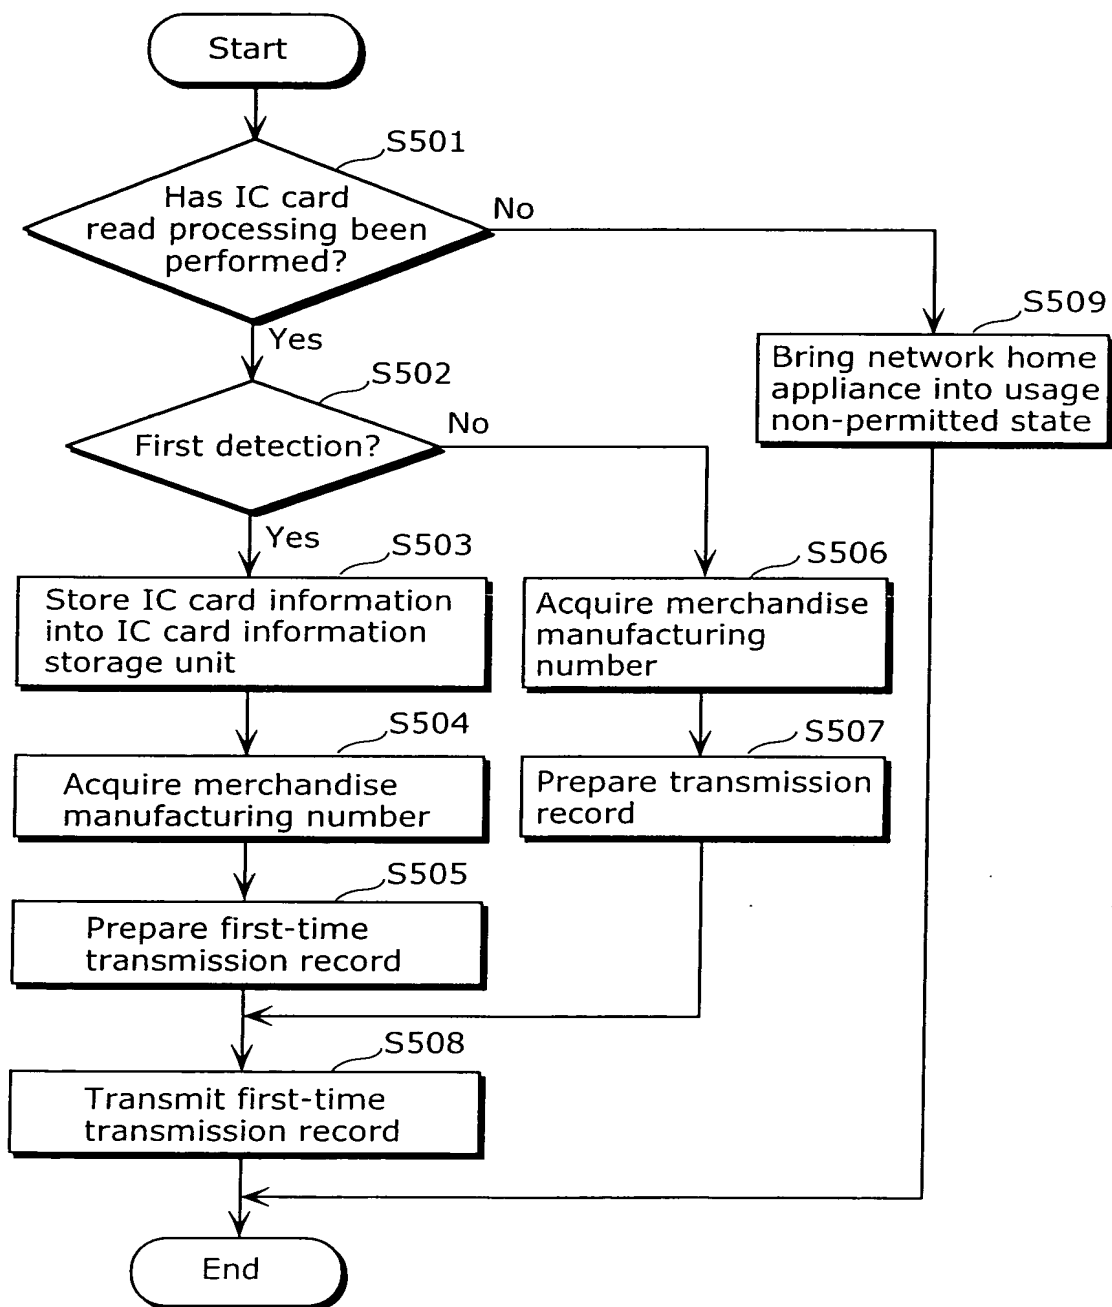 Start
S501
Has IC card
read processing been
performed?
No
Yes
S509
Bring network home
appliance into usage
non-permitted state
S502
First detection?
No
Yes
S503
Store IC card information
into IC card information
storage unit
S506
Acquire merchandise
manufacturing
number
S504
Acquire merchandise
manufacturing number
S507
Prepare transmission
record
S505
Prepare first-time
transmission record
S508
Transmit first-time
transmission record
End